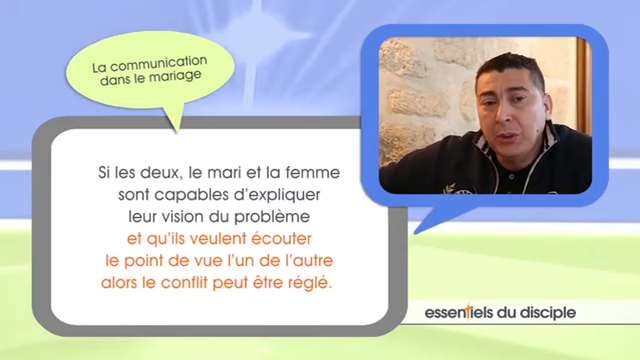 La communication
dans le mariage
Si les deux, le mari et la femme
sont capables d'expliquer
leur vision du problème
et qu'ils veulent écouter
le point de vue l'un de l'autre
alors le conflit peut être réglé.
essentiels du disciple